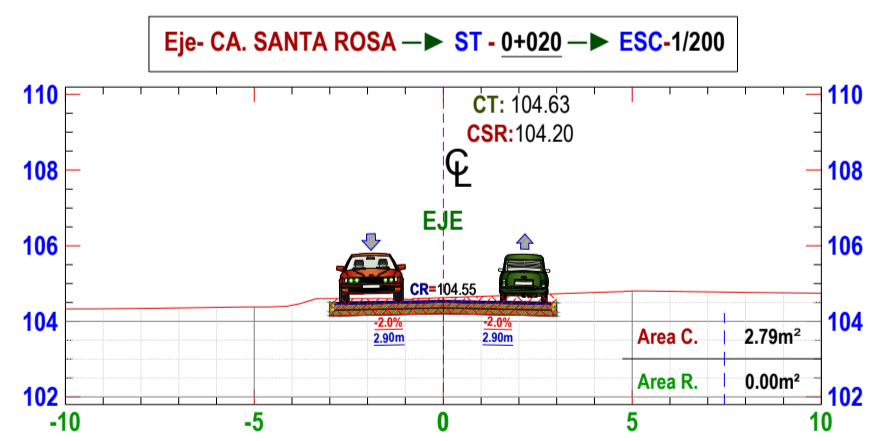 Eje- CA. SANTA ROSA ST - 0+020 ESC-1/200
110 110
CT: 104.63
CSR:104.20
108 CL 108
EJE
106 106
CR=104.55
104 104
-2.0% -2.0%
2.90m 2.90m
Area C. 2.79m²
Area R. 0.00m²
102 102
-10 -5 0 5 10